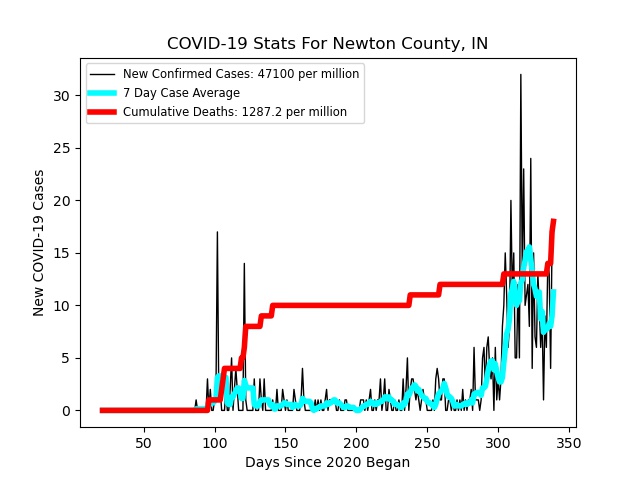 COVID-19 Stats For Newton County, IN
New Confirmed Cases: 47100 per million
7 Day Case Average
Cumulative Deaths: 1287.2 per million
New COVID-19 Cases
30
25
20
15
10
5
0
50
100
150
200
250
300
350
Days Since 2020 Began